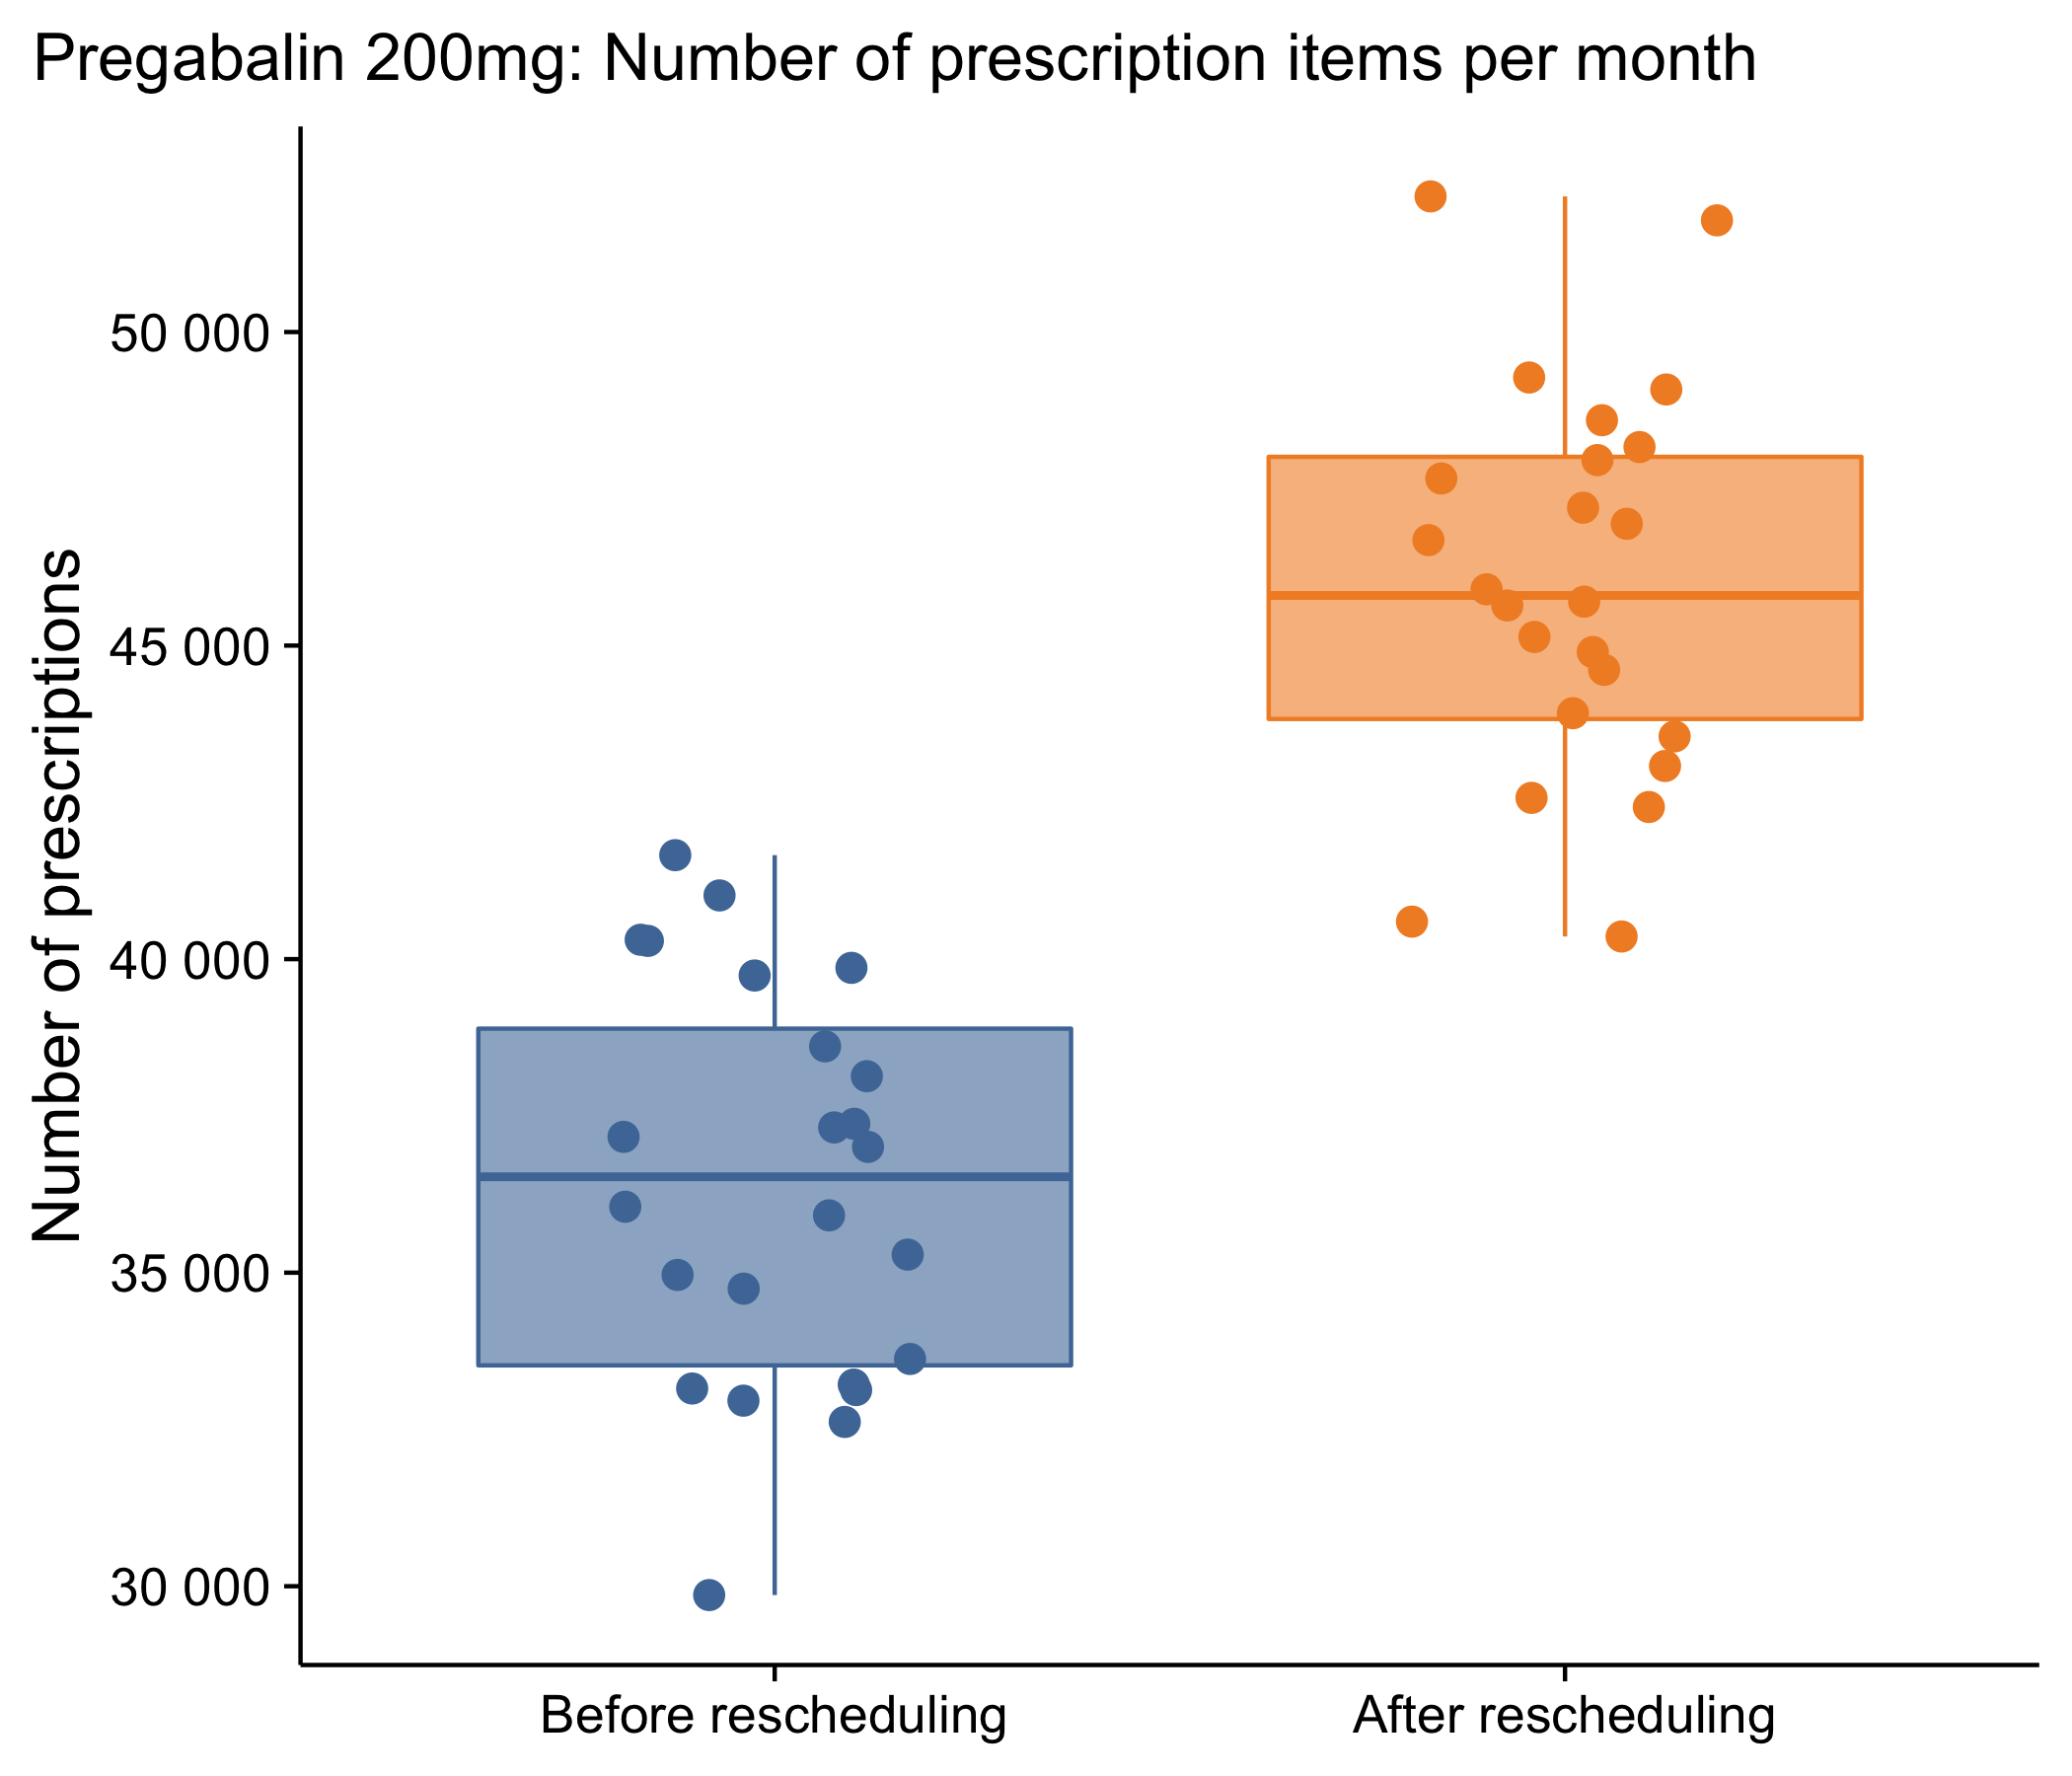 Pregabalin 200mg: Number of prescription items per month
Number of prescriptions
50 000
45 000
40 000
35 000
30 000
Before rescheduling
After rescheduling